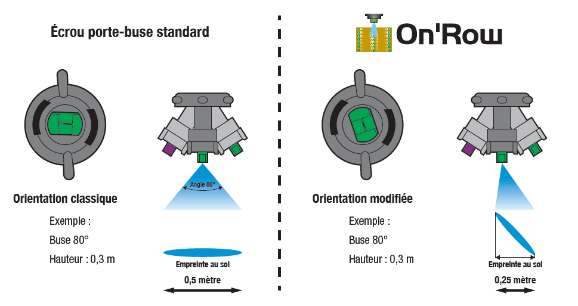 Écrou porte-buse standard
Angle 80°
Orientation classique
Exemple :
Buse 80°
Hauteur : 0,3 m
Empreinte au sol
0,5 mètre
On'Row
Orientation modifiée
Exemple :
Buse 80°
Hauteur : 0,3 m
Empreinte au sol
0,25 mètre